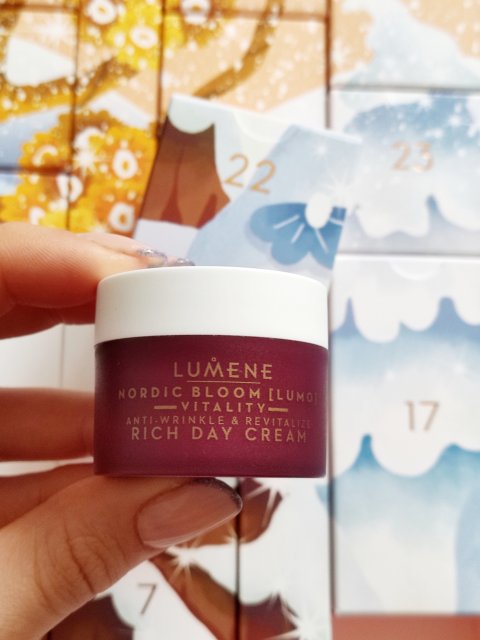 22
23
LUMENE
NORDIC BLOOM [LUMO]
VITALITY
ANTI-WRINKLE & REVITALIZE
RICH DAY CREAM
17
7